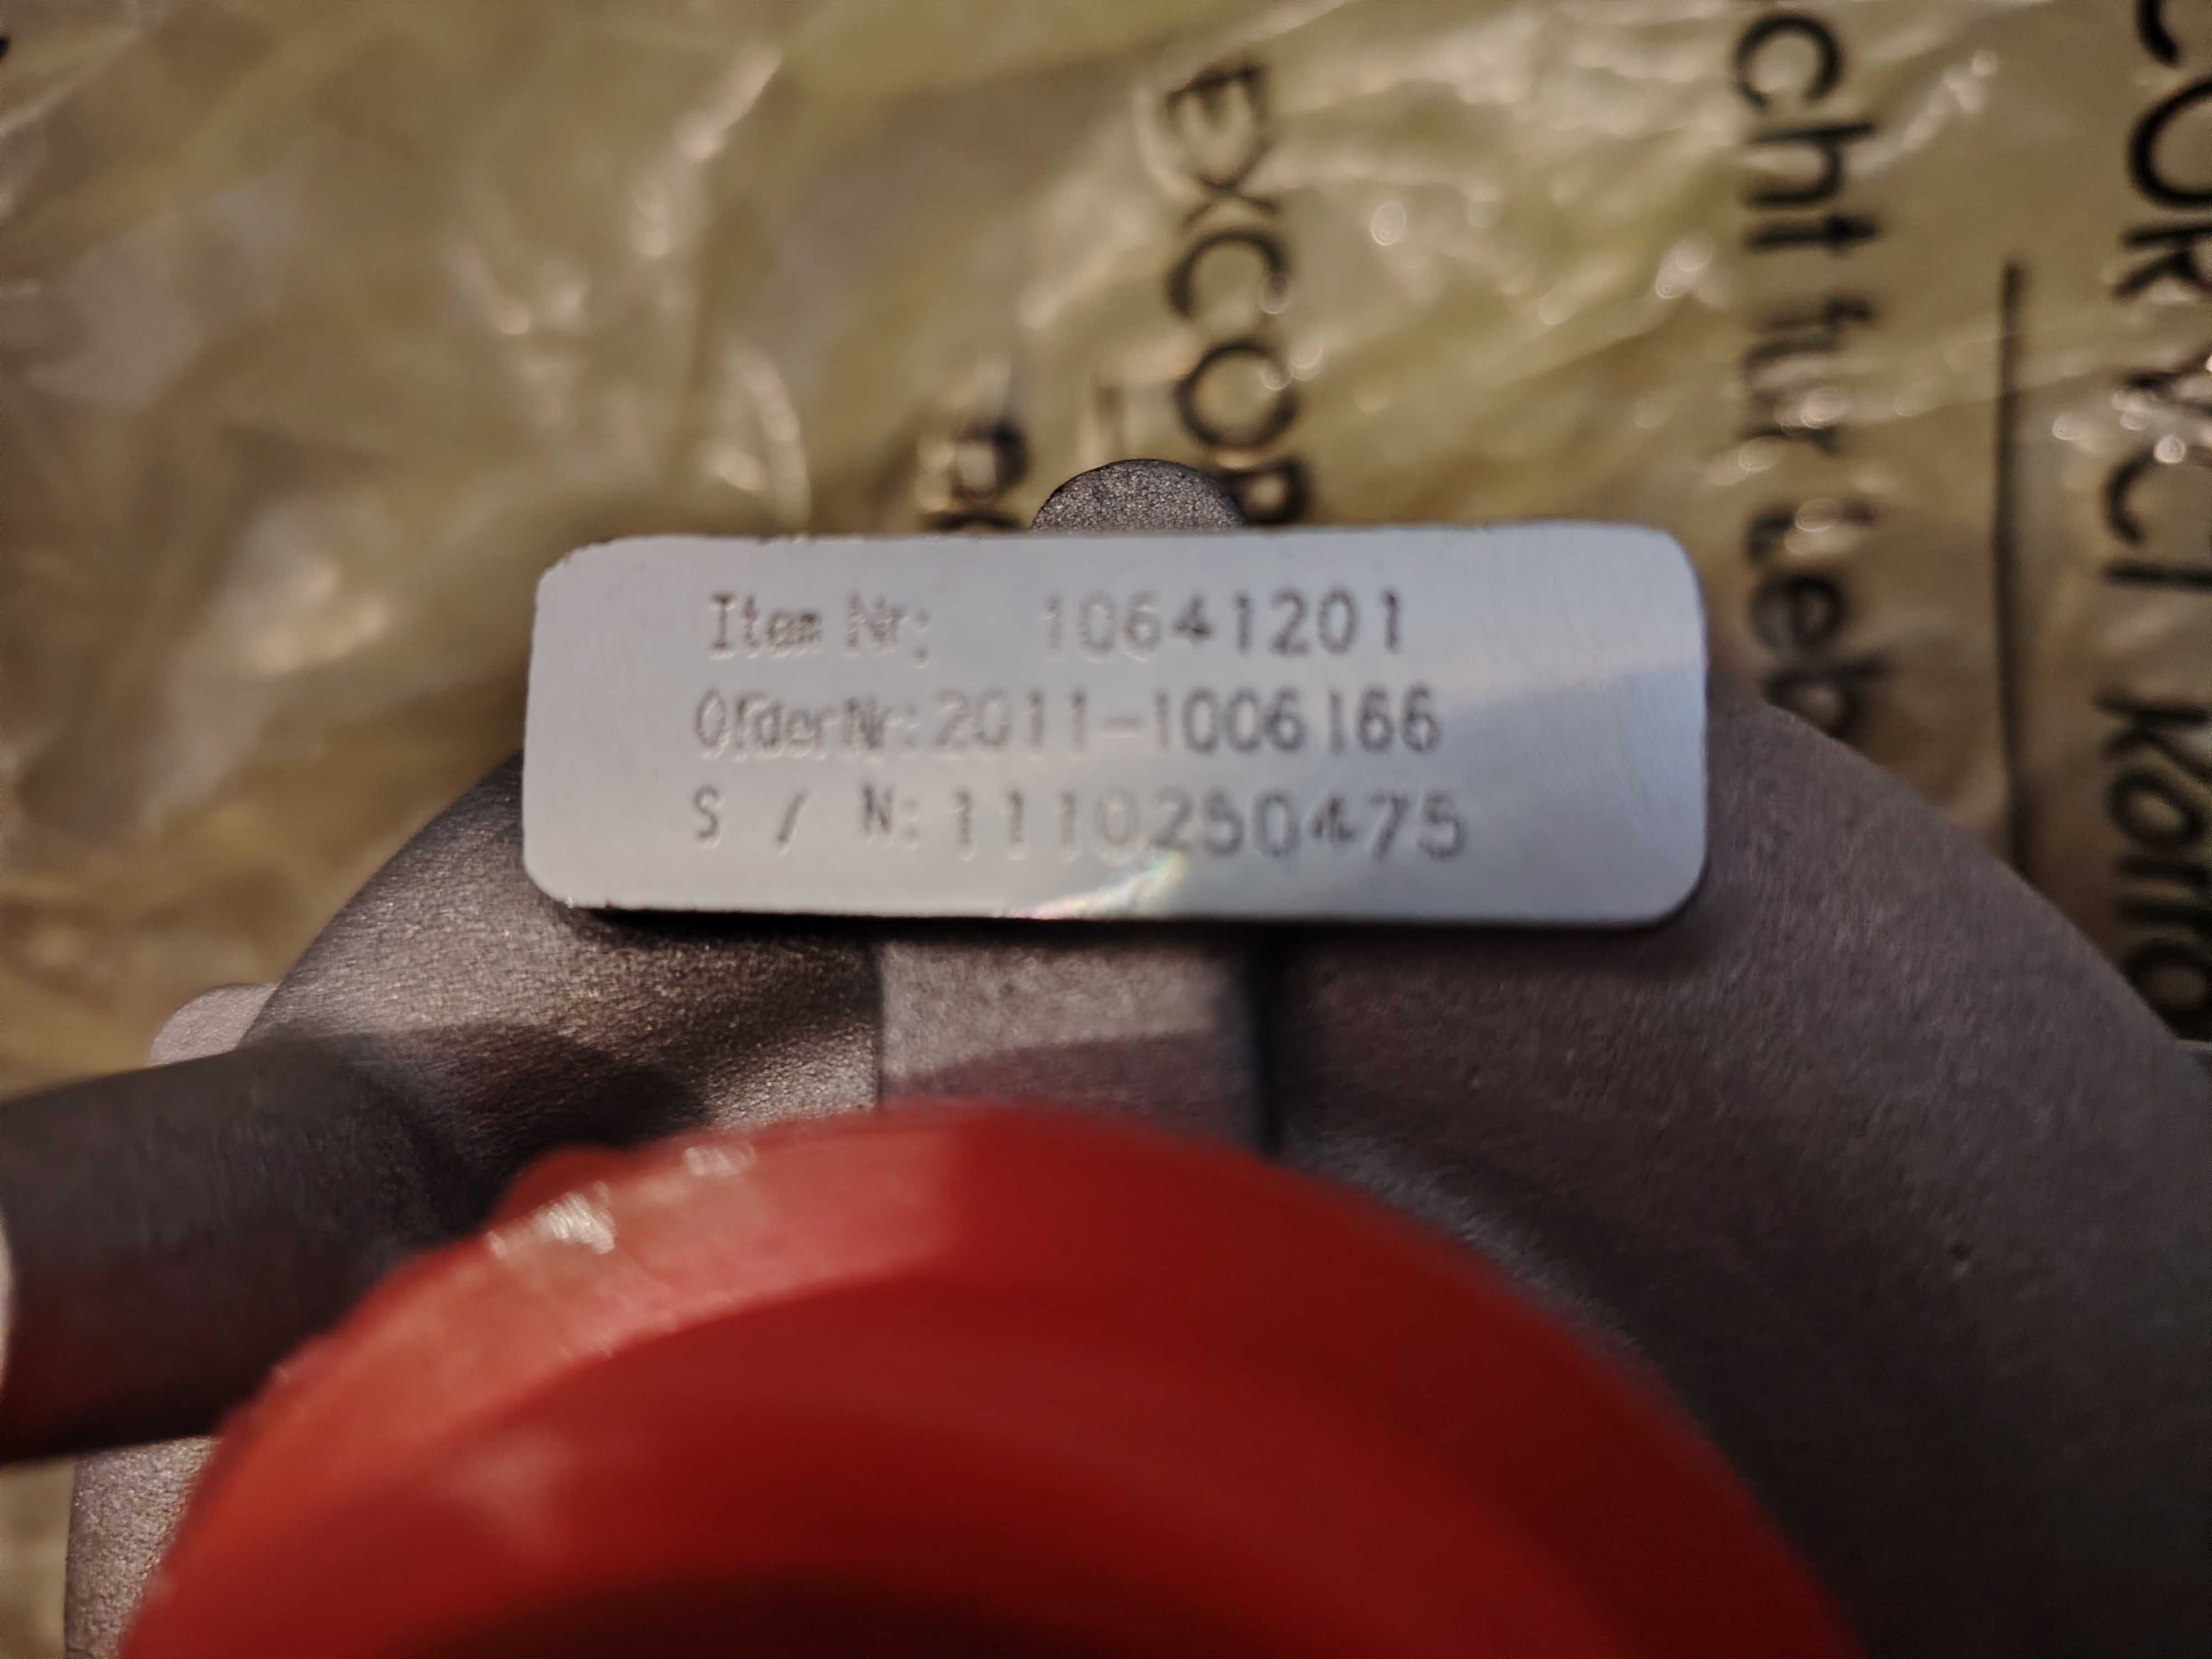 Item Nr: 10641201
OrderNr:2011-1006166
S / N:1110250475